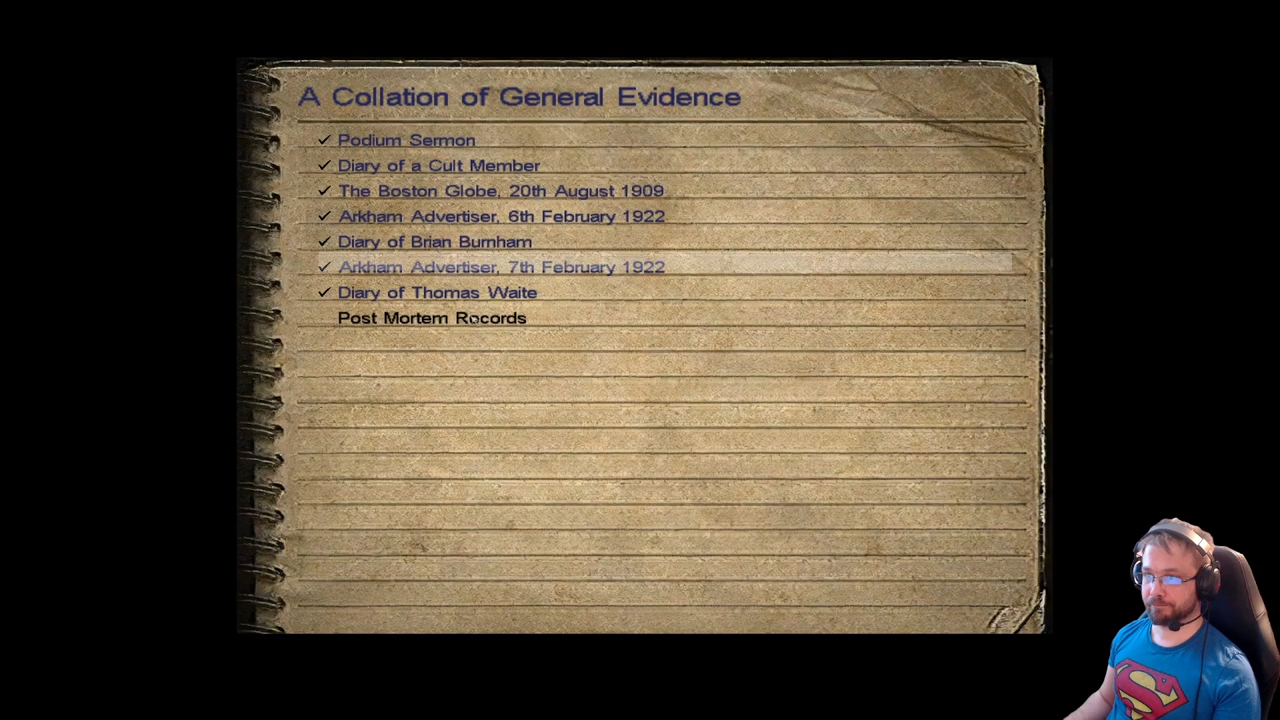 A Collation of General Evidence
✓ Podium Sermon
✓ Diary of a Cult Member
✓ The Boston Globe, 20th August 1909
✓ Arkham Advertiser, 6th February 1922
✓ Diary of Brian Burnham
✓ Arkham Advertiser, 7th February 1922
✓ Diary of Thomas Waite
Post Mortem Records